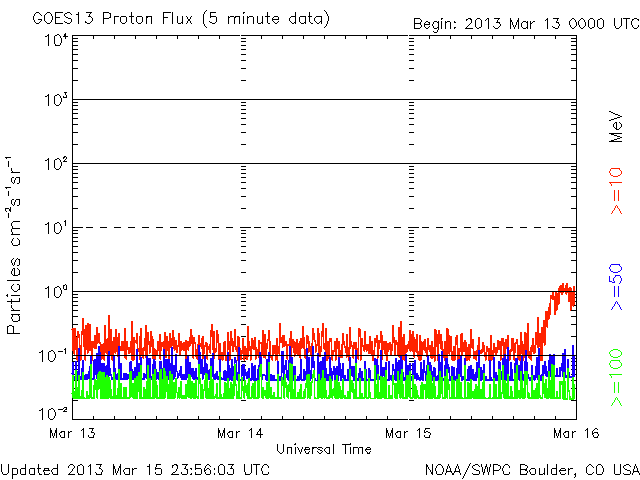 GOES13 Proton Flux (5 minute data)
Begin: 2013 Mar 13 0000 UTC
Particles cm⁻²s⁻¹sr⁻¹
10⁴
10³
10²
10¹
10⁰
10⁻¹
10⁻²
Mar 13
Mar 14
Mar 15
Mar 16
Universal Time
>=10
>=50
>=100
MeV
Updated 2013 Mar 15 23:56:03 UTC
NOAA/SWPC Boulder, CO USA